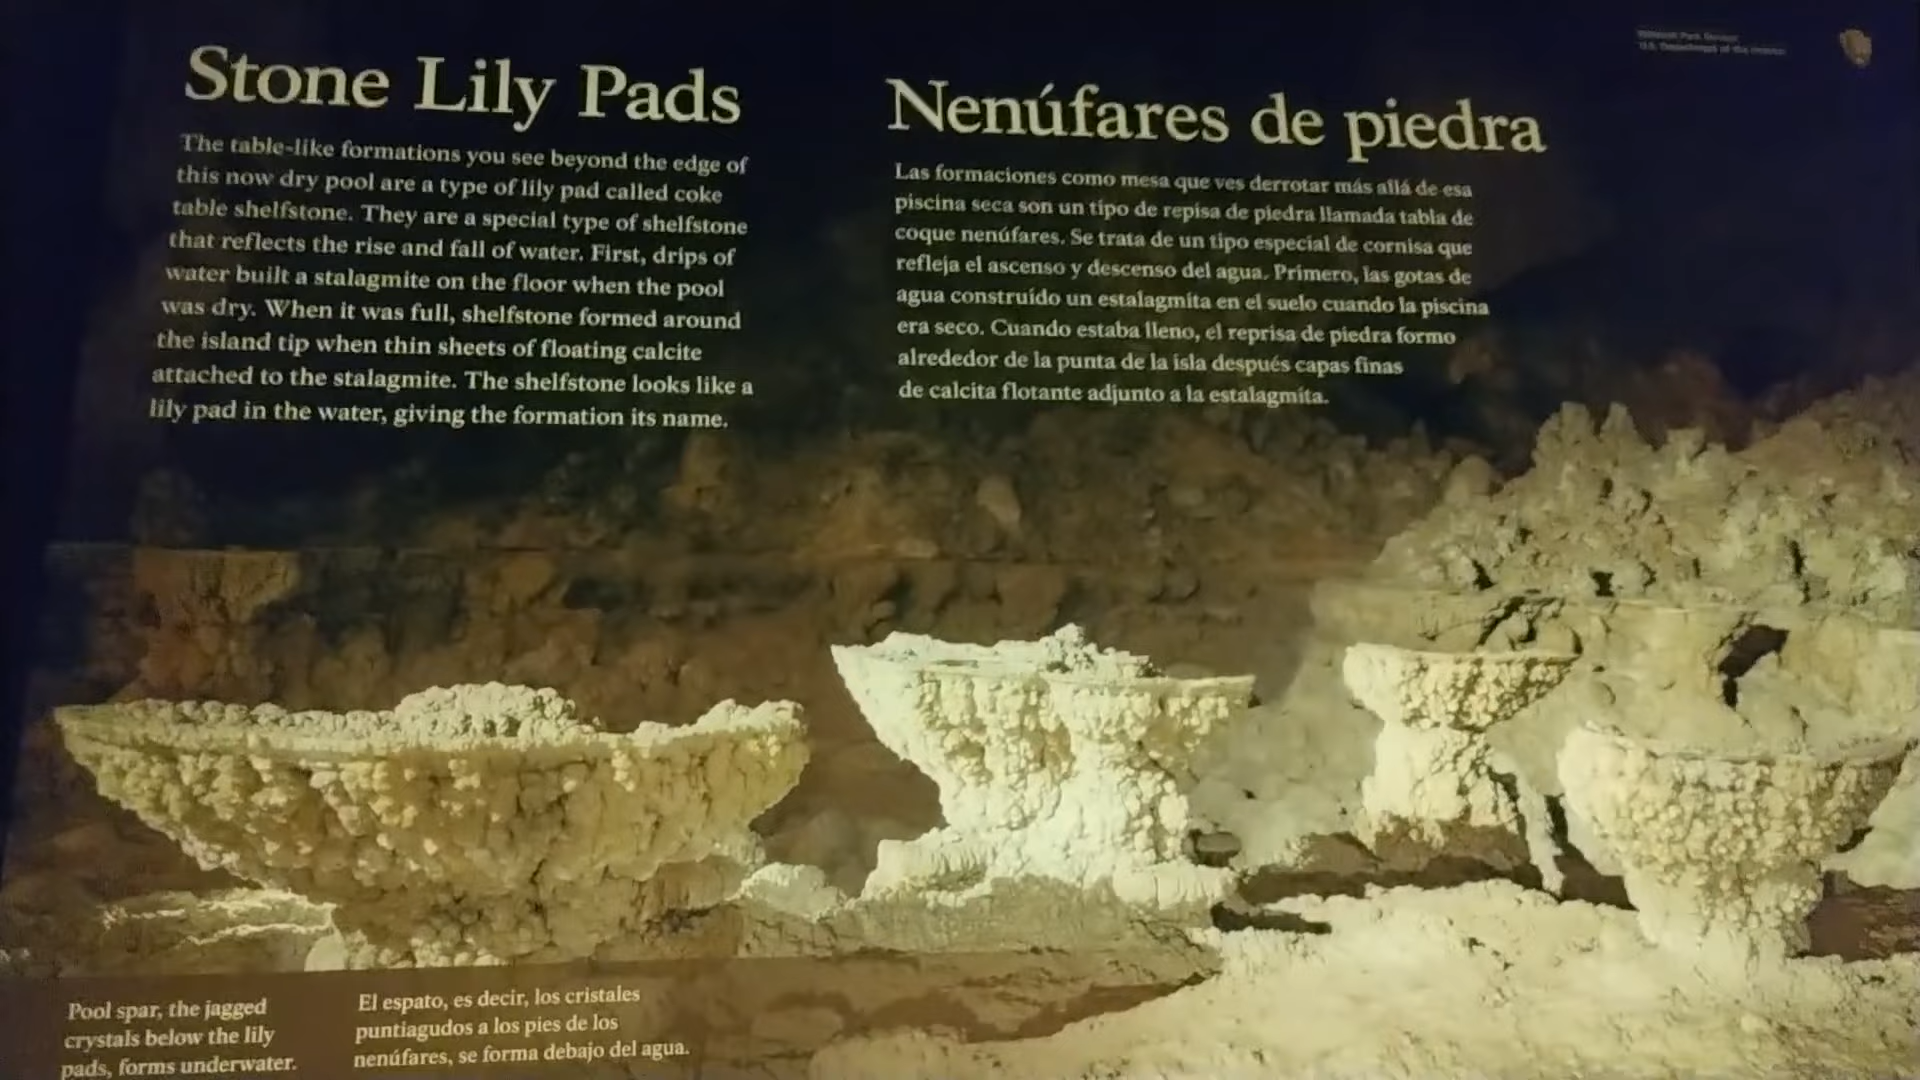 Stone Lily Pads
The table-like formations you see beyond the edge of
this now dry pool are a type of lily pad called coke
table shelfstone. They are a special type of shelfstone
that reflects the rise and fall of water. First, drips of
water built a stalagmite on the floor when the pool
was dry. When it was full, shelfstone formed around
the island tip when thin sheets of floating calcite
attached to the stalagmite. The shelfstone looks like a
lily pad in the water, giving the formation its name.
Nenúfares de piedra
Las formaciones como mesa que ves derrotar más allá de esa
piscina seca son un tipo de repisa de piedra llamada tabla de
coque nenúfares. Se trata de un tipo especial de cornisa que
refleja el ascenso y descenso del agua. Primero, las gotas de
agua construído un estalagmita en el suelo cuando la piscina
era seco. Cuando estaba lleno, el reprisa de piedra formo
alrededor de la punta de la isla después capas finas
de calcita flotante adjunto a la estalagmita.
National Park Service
U.S. Department of the Interior
Pool spar, the jagged
crystals below the lily
pads, forms underwater.
El espato, es decir, los cristales
puntiagudos a los pies de los
nenúfares, se forma debajo del agua.